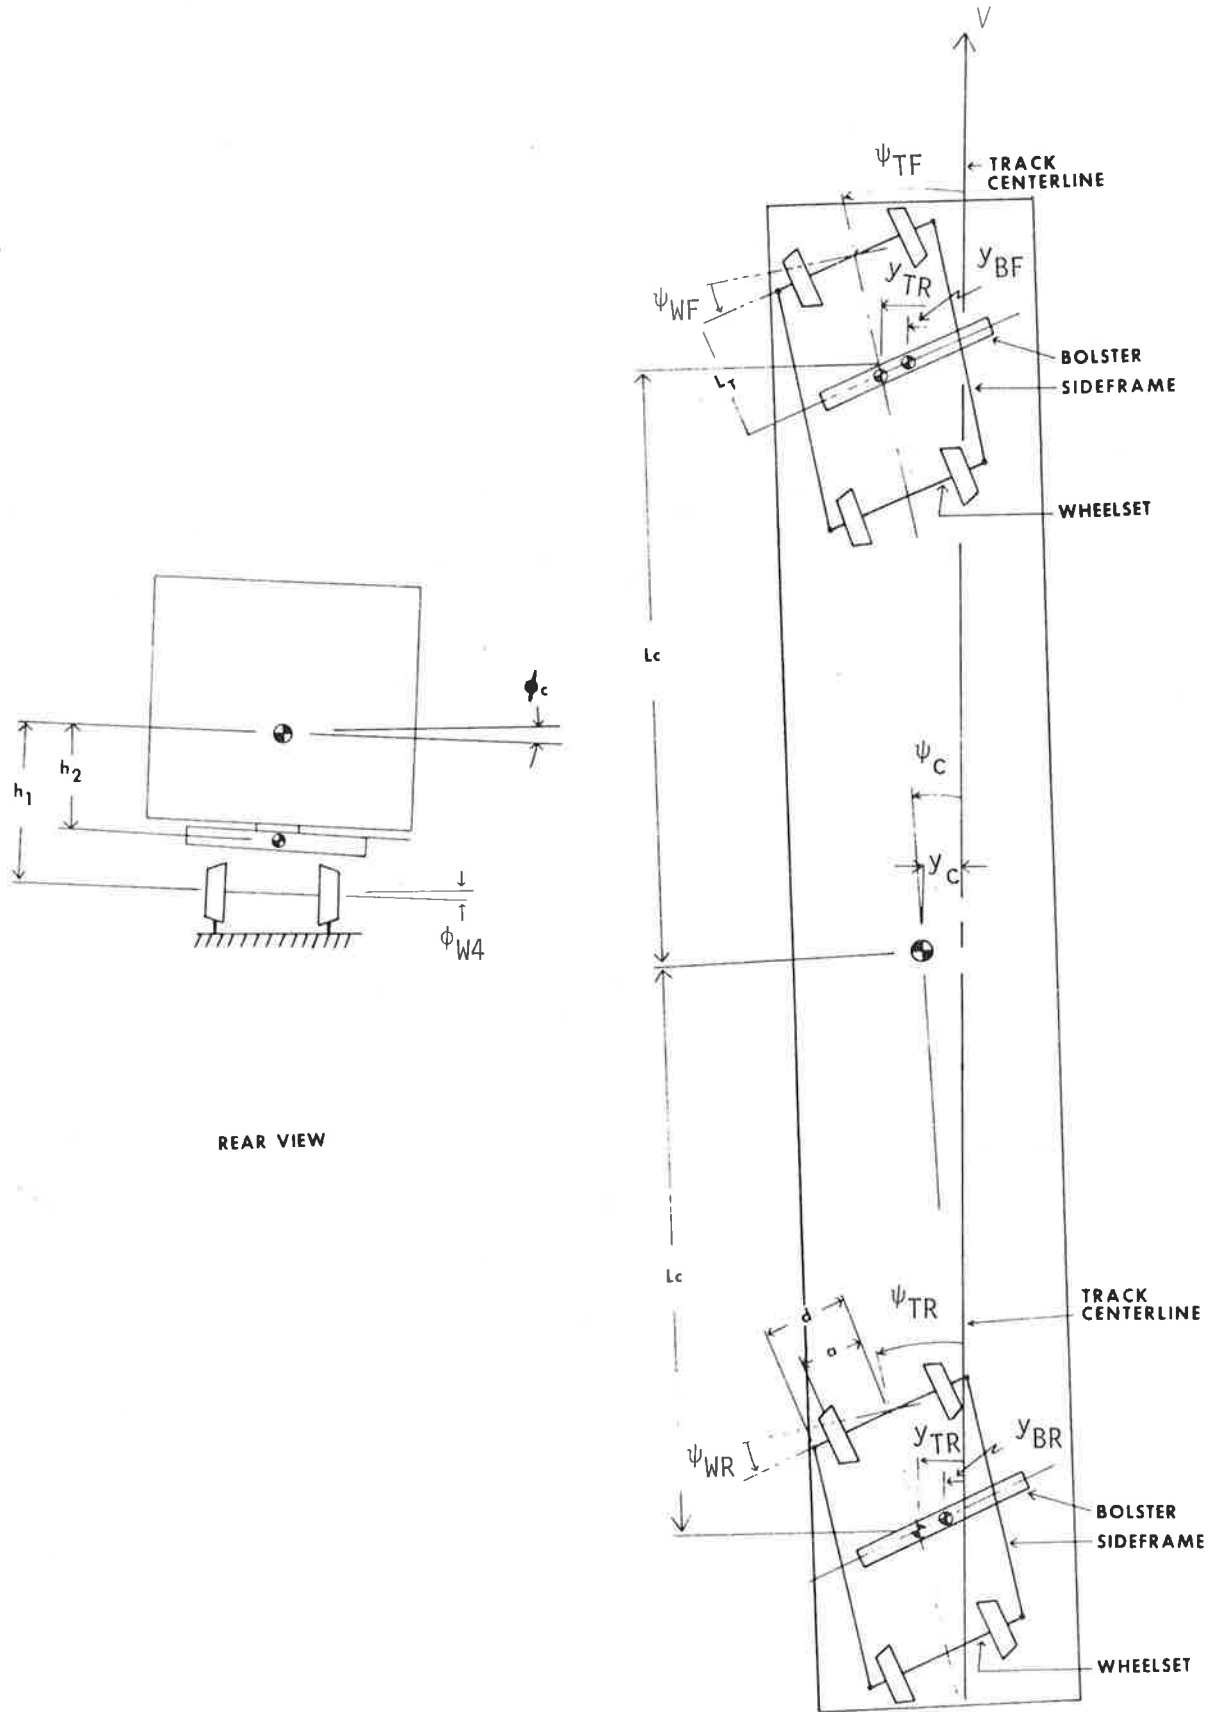 V
ψTF
TRACK
CENTERLINE
yBF
yTR
ψWF
BOLSTER
LT
SIDEFRAME
WHEELSET
Lc
ϕc
ψC
h2
h1
yC
ϕW4
REAR VIEW
Lc
ψTR
TRACK
CENTERLINE
d
a
yTR
yBR
ψWR
BOLSTER
SIDEFRAME
WHEELSET